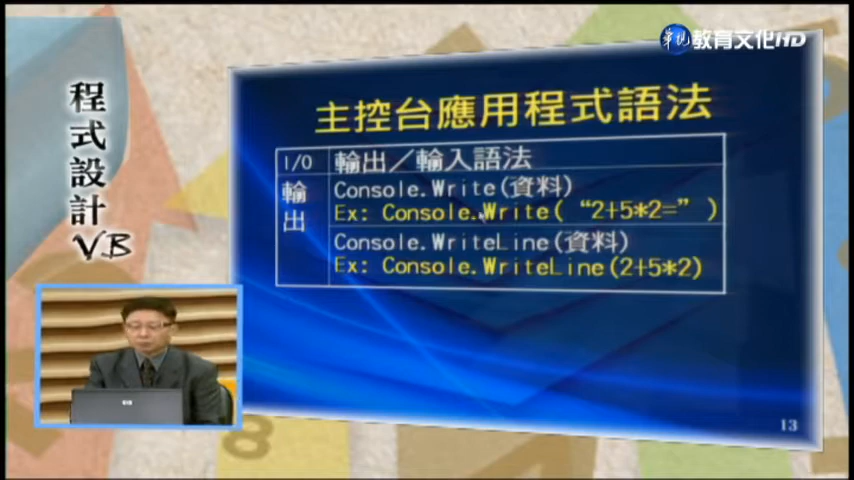 華視教育文化HD
程式設計
VB
主控台應用程式語法
I/O 輸出／輸入語法
輸出
Console.Write(資料)
Ex: Console.Write( “2+5*2=” )
Console.WriteLine(資料)
Ex: Console.WriteLine(2+5*2)
13
8
hp